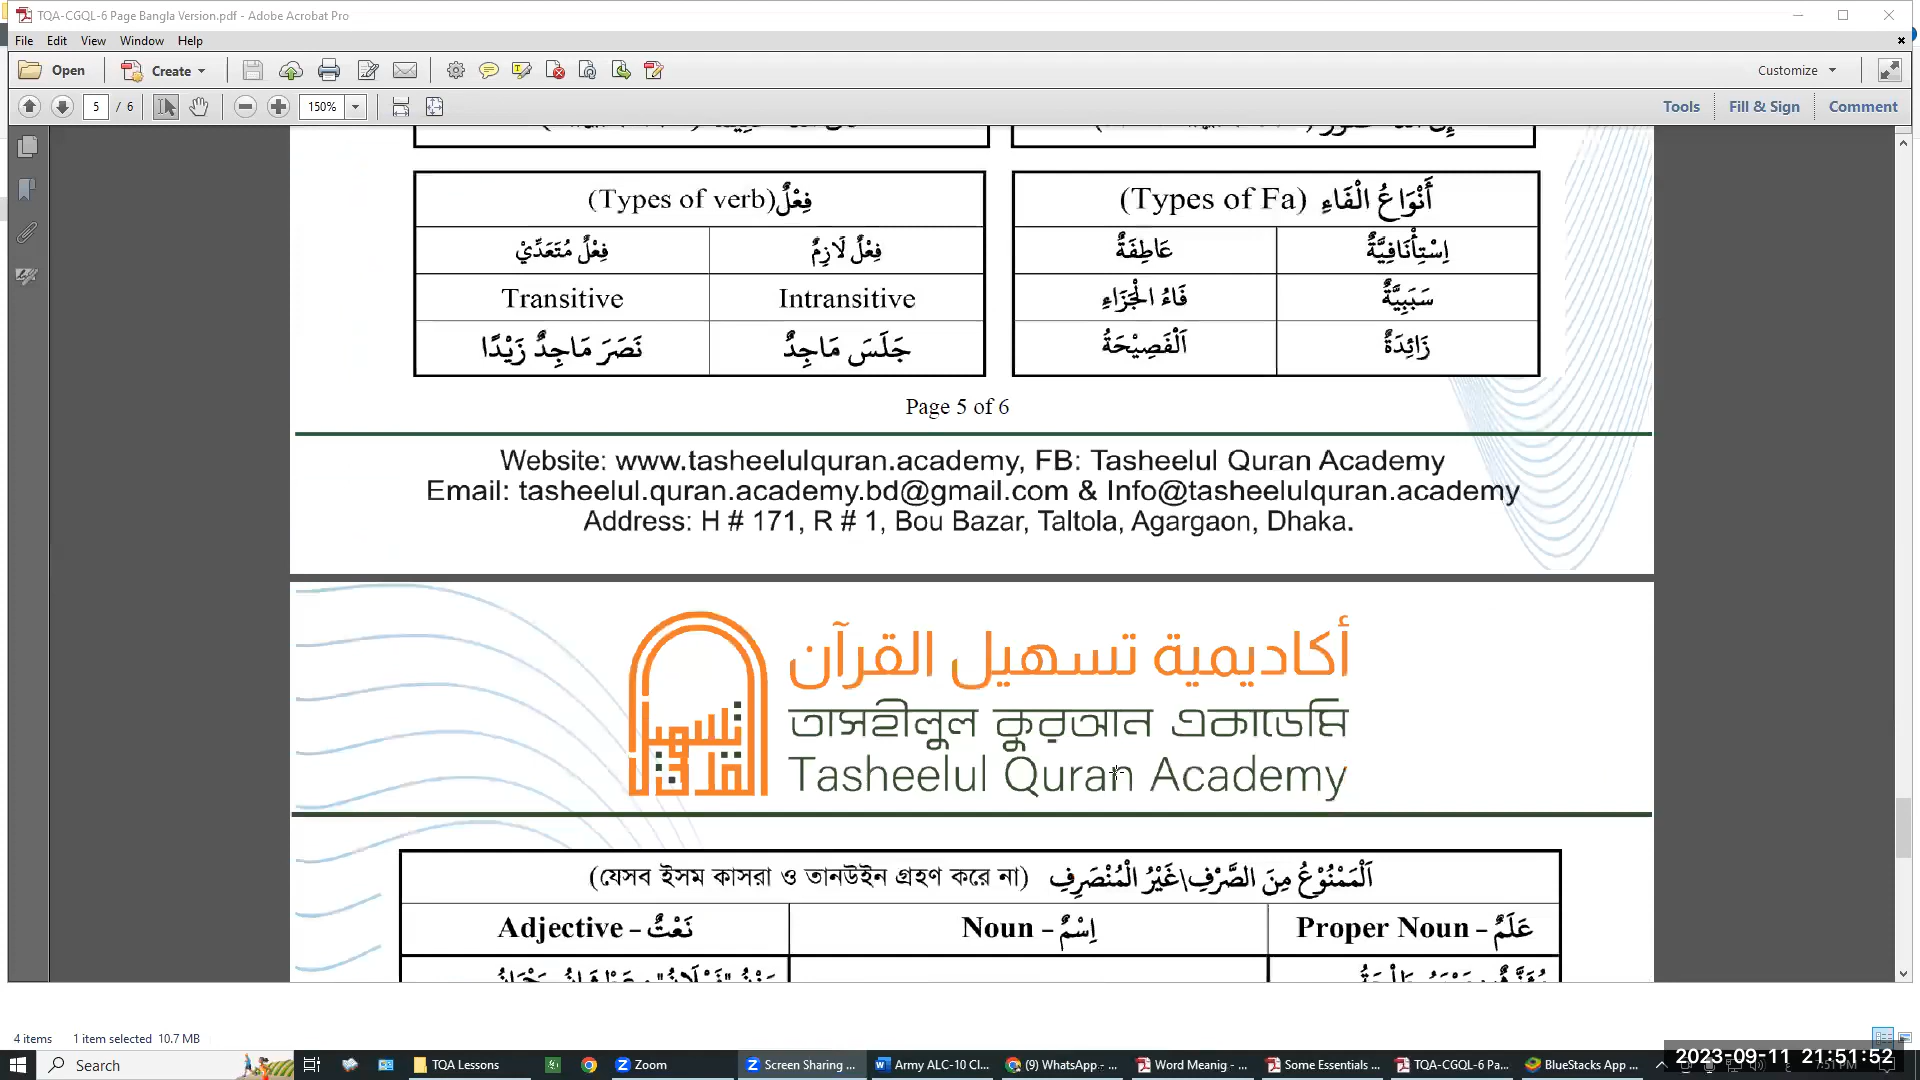 TQA-CGQL-6 Page Bangla Version.pdf - Adobe Acrobat Pro
File Edit View Window Help
Open Create Customize
5 / 6 150% Tools Fill & Sign Comment
فِعْلٌ(Types of verb)
فِعْلٌ لَازِمٌ فِعْلٌ مُتَعَدِّيْ
Transitive Intransitive
جَلَسَ مَاجِدٌ نَصَرَ مَاجِدٌ زَيْدًا
أَنْوَاعُ الْفَاءِ (Types of Fa)
اِسْتِأْنَافِيَّةٌ عَاطِفَةٌ
سَبَبِيَّةٌ فَاءُ الْجَزَاءِ
زَائِدَةٌ اَلْفَصِيْحَةُ
Page 5 of 6
Website: www.tasheelulquran.academy, FB: Tasheelul Quran Academy
Email: tasheelul.quran.academy.bd@gmail.com & Info@tasheelulquran.academy
Address: H # 171, R # 1, Bou Bazar, Taltola, Agargaon, Dhaka.
أكاديمية تسهيل القرآن
তাসহীলুল কুরআন একাডেমি
Tasheelul Quran Academy
اَلْمَمْنُوْعُ مِنَ الصَّرْفِ\غَيْرُ الْمُنْصَرِفِ (যেসব ইসম কাসরা ও তানউইন গ্রহণ করে না)
Adjective - نَعْتٌ Noun - اِسْمٌ Proper Noun - عَلَمٌ
4 items 1 item selected 10.7 MB
Search TQA Lessons Zoom Screen Sharing ... Army ALC-10 Cl... (9) WhatsApp - ... Word Meanig - ... Some Essentials ... TQA-CGQL-6 Pa... BlueStacks App ...
2023-09-11 21:51:52